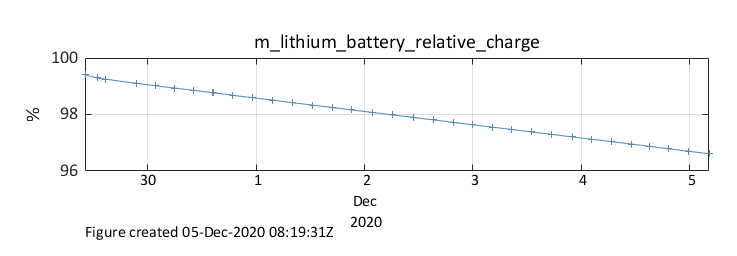 m_lithium_battery_relative_charge
100
98
96
%
30 1 2 3 4 5
Dec
2020
Figure created 05-Dec-2020 08:19:31Z